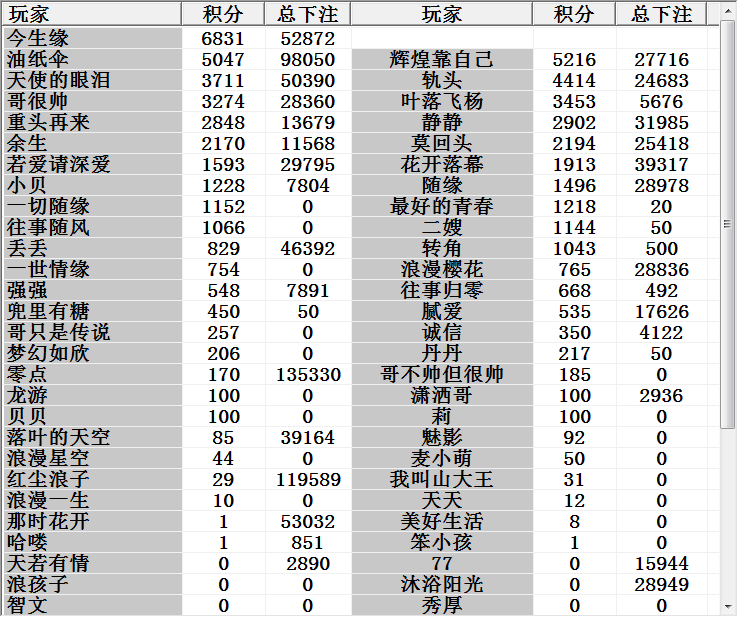 玩家 积分 总下注 玩家 积分 总下注
今生缘 6831 52872
油纸伞 5047 98050 辉煌靠自己 5216 27716
天使的眼泪 3711 50390 轨头 4414 24683
哥很帅 3274 28360 叶落飞杨 3453 5676
重头再来 2848 13679 静静 2902 31985
余生 2170 11568 莫回头 2194 25418
若爱请深爱 1593 29795 花开落幕 1913 39317
小贝 1228 7804 随缘 1496 28978
一切随缘 1152 0 最好的青春 1218 20
往事随风 1066 0 二嫂 1144 50
丢丢 829 46392 转角 1043 500
一世情缘 754 0 浪漫樱花 765 28836
强强 548 7891 往事归零 668 492
兜里有糖 450 50 腻爱 535 17626
哥只是传说 257 0 诚信 350 4122
梦幻如欣 206 0 丹丹 217 50
零点 170 135330 哥不帅但很帅 185 0
龙游 100 0 潇洒哥 100 2936
贝贝 100 0 莉 100 0
落叶的天空 85 39164 魅影 92 0
浪漫星空 44 0 麦小萌 50 0
红尘浪子 29 119589 我叫山大王 31 0
浪漫一生 10 0 天天 12 0
那时花开 1 53032 美好生活 8 0
哈喽 1 851 笨小孩 1 0
天若有情 0 2890 77 0 15944
浪孩子 0 0 沐浴阳光 0 28949
智文 0 0 秀厚 0 0